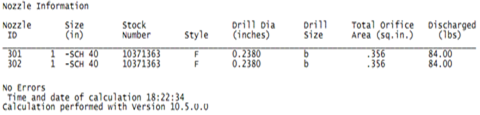 Nozzle Information
Nozzle Size Stock Drill Dia Drill Total Orifice Discharged
ID (in) Number Style (inches) Size Area (sq.in.) (lbs)
301 1 -SCH 40 10371363 F 0.2380 b .356 84.00
302 1 -SCH 40 10371363 F 0.2380 b .356 84.00
No Errors
Time and date of calculation 18:22:34
Calculation performed with Version 10.5.0.0